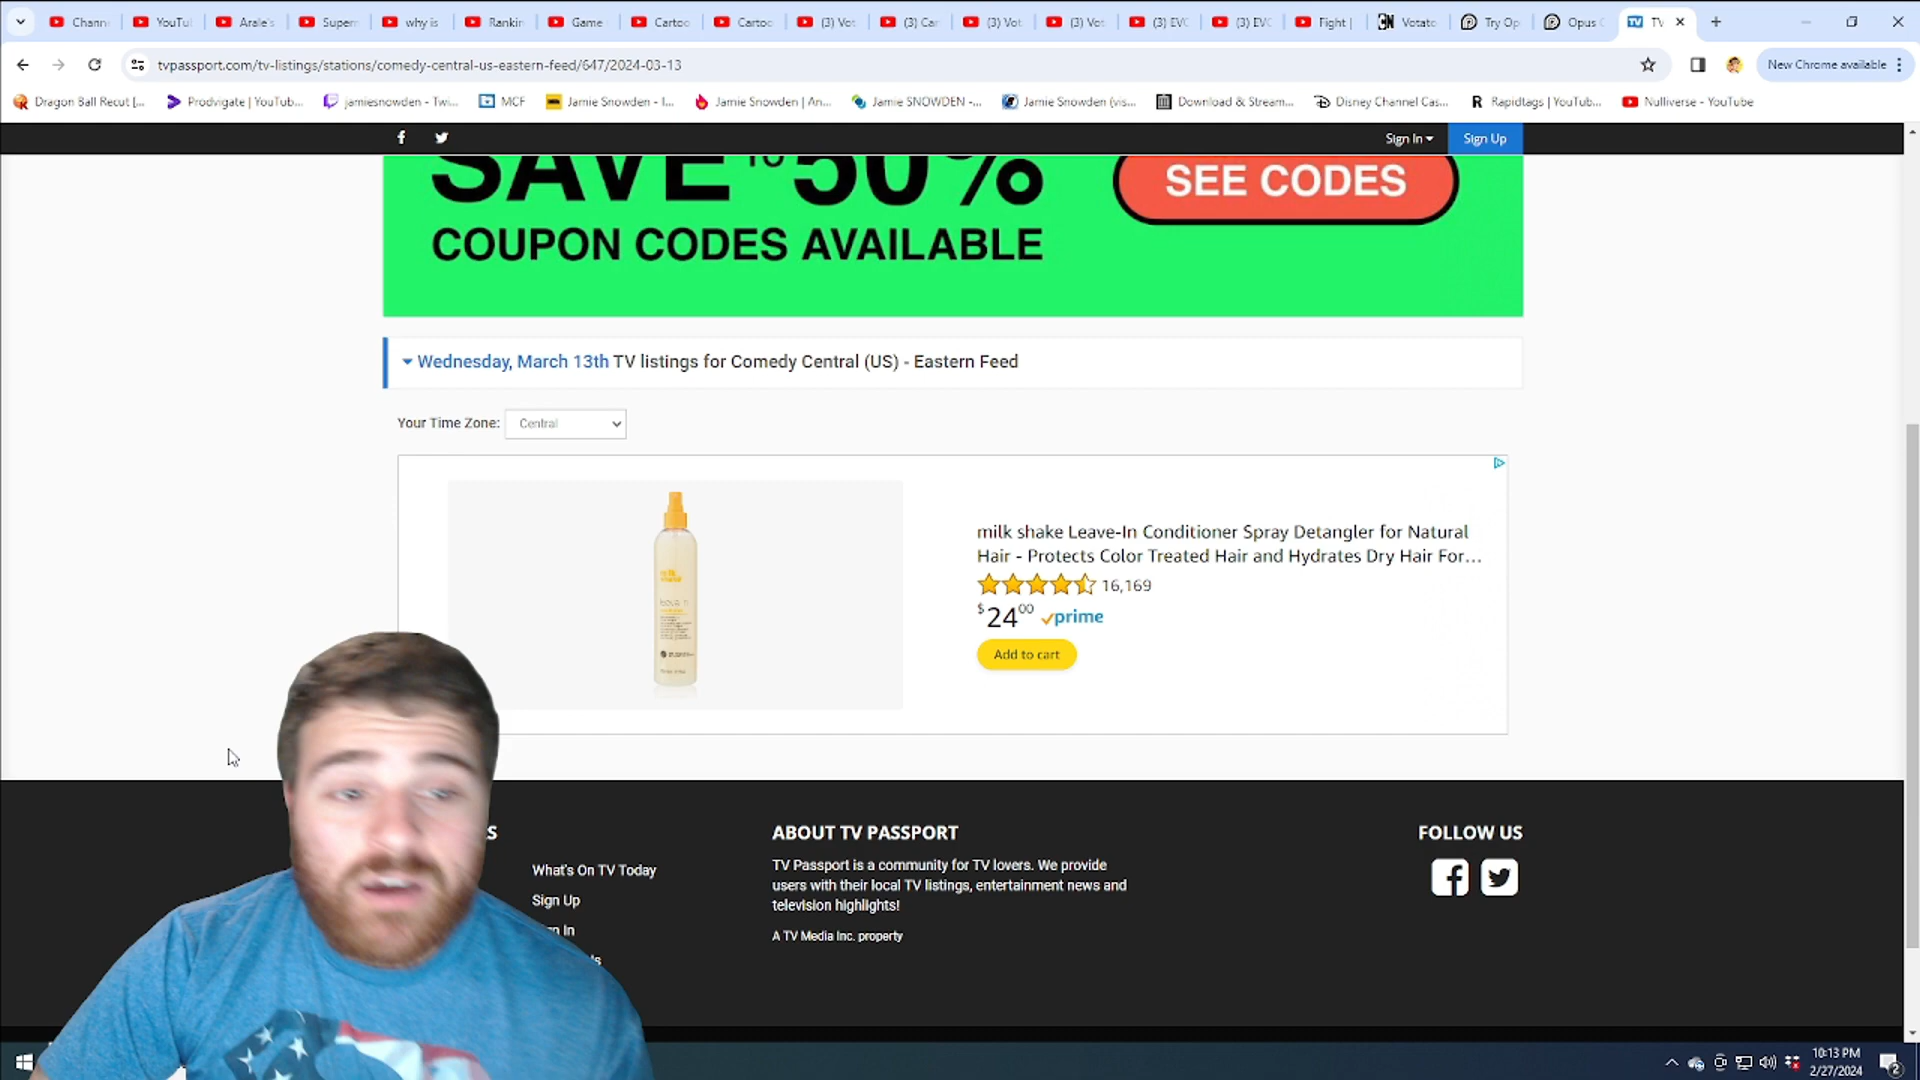 Chann
YouTu
Arale's
Supern
why is
Rankin
Game
Cartoo
Cartoo
(3) Vot
(3) Car
(3) Vot
(3) Vot
(3) EVO
(3) EVO
Fight |
Votato
Try Op
Opus
TV
tvpassport.com/tv-listings/stations/comedy-central-us-eastern-feed/647/2024-03-13
New Chrome available
Dragon Ball Recut [...
Prodvigate | YouTub...
jamiesnowden - Twi...
MCF
Jamie Snowden - I...
Jamie Snowden | An...
Jamie SNOWDEN -...
Jamie Snowden (vis...
Download & Stream...
Disney Channel Cas...
Rapidtags | YouTub...
Nulliverse - YouTube
Sign In
Sign Up
SAVE TO 50%
COUPON CODES AVAILABLE
SEE CODES
Wednesday, March 13th TV listings for Comedy Central (US) - Eastern Feed
Your Time Zone: Central
milk shake Leave-In Conditioner Spray Detangler for Natural
Hair - Protects Color Treated Hair and Hydrates Dry Hair For...
16,169
$24.00 prime
Add to cart
S
What's On TV Today
Sign Up
n In
s
ABOUT TV PASSPORT
TV Passport is a community for TV lovers. We provide
users with their local TV listings, entertainment news and
television highlights!
A TV Media Inc. property
FOLLOW US
10:13 PM
2/27/2024
2